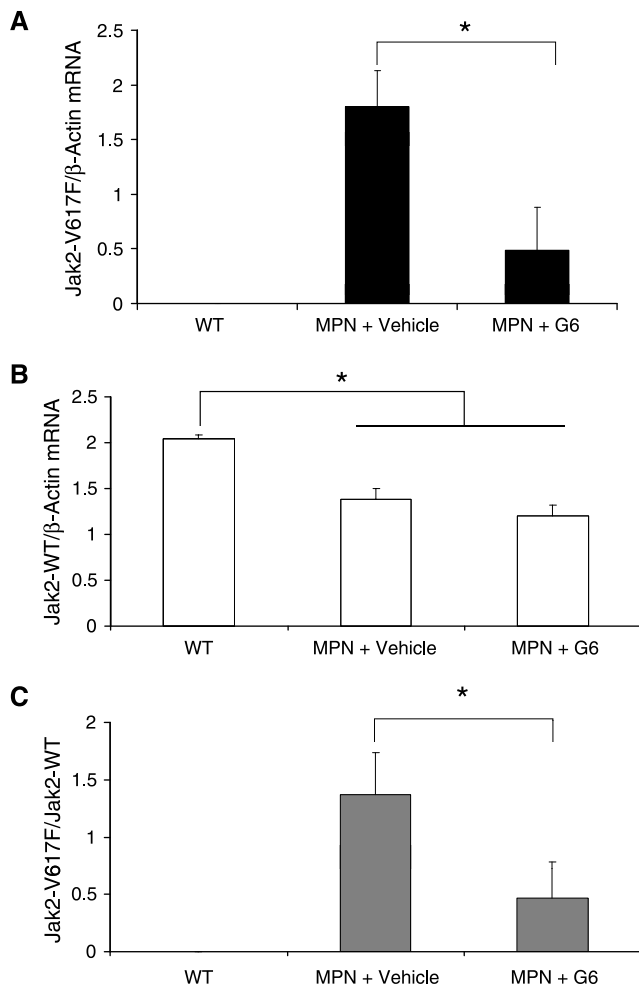 A
Jak2-V617F/β-Actin mRNA
2.5
2
1.5
1
0.5
0
*
WT
MPN + Vehicle
MPN + G6
B
Jak2-WT/β-Actin mRNA
2.5
2
1.5
1
0.5
0
*
WT
MPN + Vehicle
MPN + G6
C
Jak2-V617F/Jak2-WT
2
1.5
1
0.5
0
*
WT
MPN + Vehicle
MPN + G6